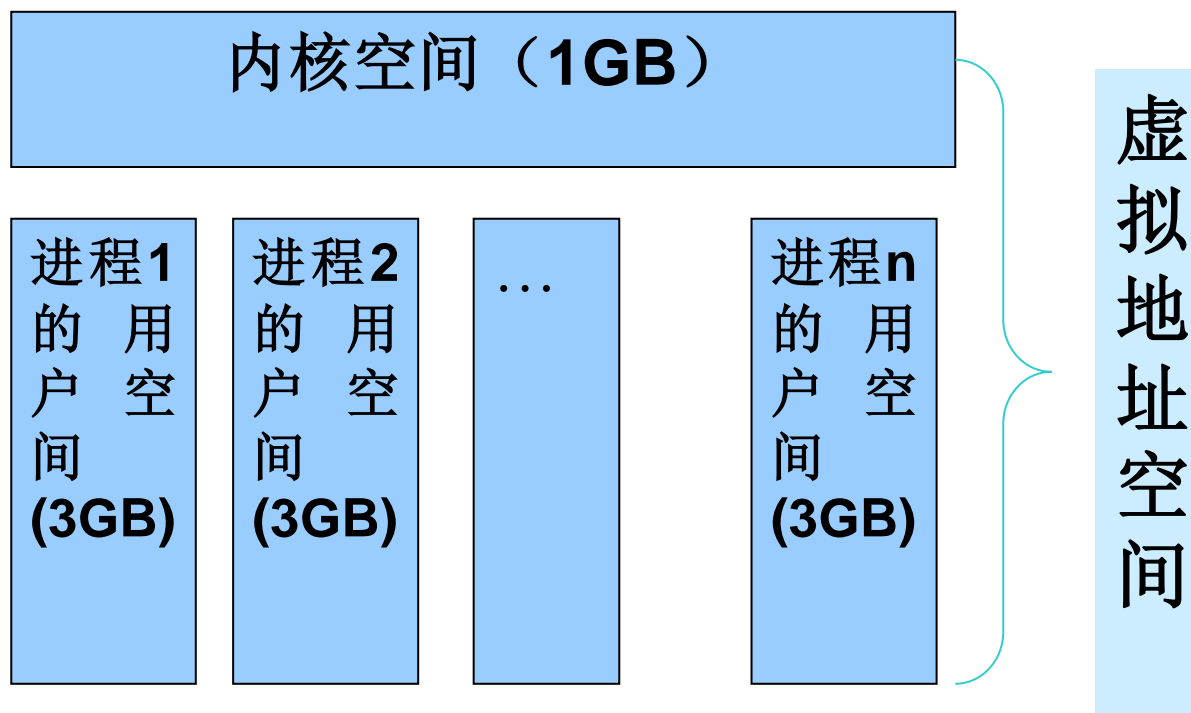 内核空间（1GB）
进程1
的 用
户 空
间
(3GB)
进程2
的 用
户 空
间
(3GB)
…
进程n
的 用
户 空
间
(3GB)
虚
拟
地
址
空
间